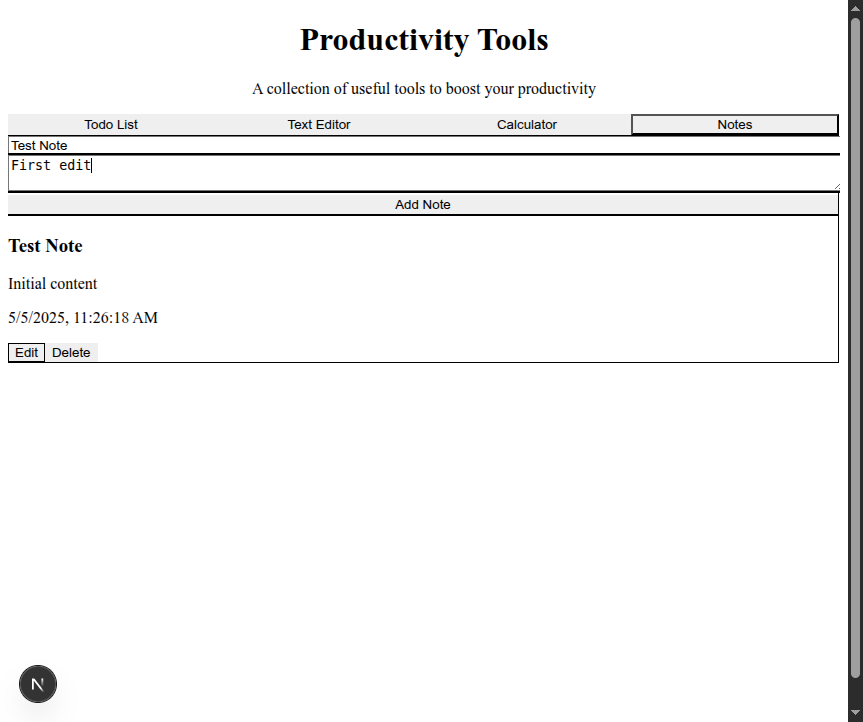 Productivity Tools
A collection of useful tools to boost your productivity
Todo List Text Editor Calculator Notes
Test Note
First edit
Add Note
Test Note
Initial content
5/5/2025, 11:26:18 AM
Edit Delete
N